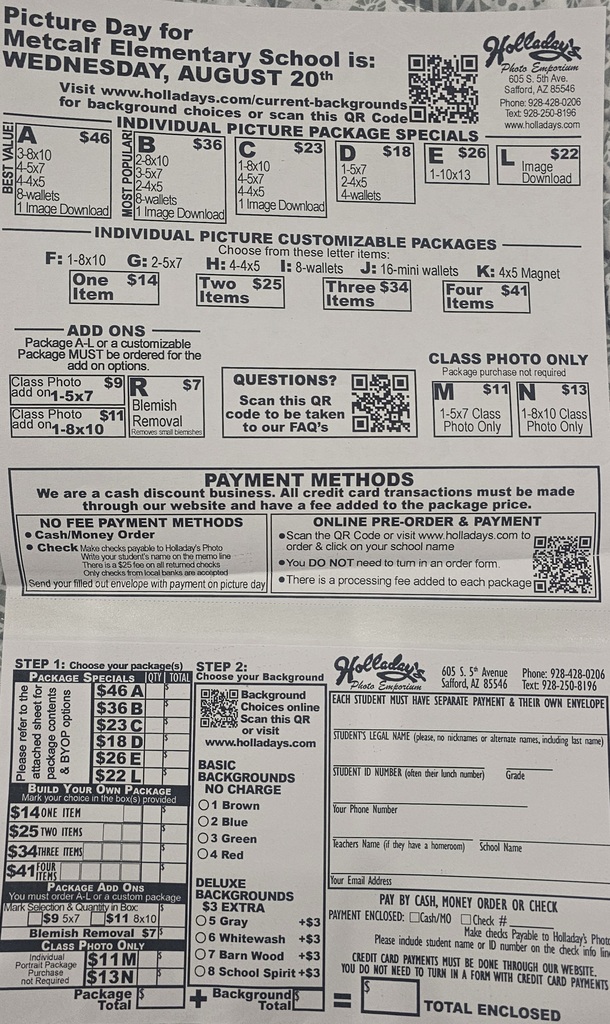 Picture Day for
Metcalf Elementary School is:
WEDNESDAY, AUGUST 20th
Visit www.holladays.com/current-backgrounds
for background choices or scan this QR Code
Holladay's
Photo Emporium
605 S. 5th Ave.
Safford, AZ 85546
Phone: 928-428-0206
Text: 928-250-8196
www.holladays.com
INDIVIDUAL PICTURE PACKAGE SPECIALS
BEST VALUE!
A $46
3-8x10
4-5x7
4-4x5
8-wallets
1 Image Download
MOST POPULAR!
B $36
2-8x10
3-5x7
2-4x5
8-wallets
1 Image Download
C $23
1-8x10
4-5x7
4-4x5
1 Image Download
D $18
1-5x7
2-4x5
4-wallets
E $26
1-10x13
L $22
Image
Download
INDIVIDUAL PICTURE CUSTOMIZABLE PACKAGES
Choose from these letter items:
F: 1-8x10 G: 2-5x7 H: 4-4x5 I: 8-wallets J: 16-mini wallets K: 4x5 Magnet
One $14
Item
Two $25
Items
Three $34
Items
Four $41
Items
ADD ONS
Package A-L or a customizable
Package MUST be ordered for the
add on options.
Class Photo $9
add on 1-5x7
Class Photo $11
add on 1-8x10
R $7
Blemish
Removal
Removes small blemishes
QUESTIONS?
Scan this QR
code to be taken
to our FAQ's
CLASS PHOTO ONLY
Package purchase not required
M $11
1-5x7 Class
Photo Only
N $13
1-8x10 Class
Photo Only
PAYMENT METHODS
We are a cash discount business. All credit card transactions must be made
through our website and have a fee added to the package price.
NO FEE PAYMENT METHODS
• Cash/Money Order
• Check Make checks payable to Holladay's Photo
Write your student's name on the memo line
There is a $25 fee on all returned checks
Only checks from local banks are accepted
Send your filled out envelope with payment on picture day
ONLINE PRE-ORDER & PAYMENT
•Scan the QR Code or visit www.holladays.com to
order & click on your school name
•You DO NOT need to turn in an order form.
•There is a processing fee added to each package
STEP 1: Choose your package(s)
PACKAGE SPECIALS QTY TOTAL
Please refer to the
attached sheet for
package contents
& BYOP options
$46 A $
$36 B $
$23 C $
$18 D $
$26 E $
$22 L $
BUILD YOUR OWN PACKAGE
Mark your choice in the box(s) provided
$14 ONE ITEM $
$25 TWO ITEMS $
$34 THREE ITEMS $
$41 FOUR ITEMS $
PACKAGE ADD ONS
You must order A-L or a custom package
Mark Selection & Quantity in Box:
$9 5x7 $11 8x10 $
Blemish Removal $7 $
CLASS PHOTO ONLY
Individual
Portrait Package
Purchase
not Required
$11 M $
$13 N $
Package
Total $
STEP 2:
Choose your Background
Background
Choices online
Scan this QR
or visit
www.holladays.com
BASIC
BACKGROUNDS
NO CHARGE
1 Brown
2 Blue
3 Green
4 Red
DELUXE
BACKGROUNDS
$3 EXTRA
5 Gray +$3
6 Whitewash +$3
7 Barn Wood +$3
8 School Spirit +$3
+ Background
Total $
Holladay's
Photo Emporium
605 S. 5th Avenue
Safford, AZ 85546
Phone: 928-428-0206
Text: 928-250-8196
EACH STUDENT MUST HAVE SEPARATE PAYMENT & THEIR OWN ENVELOPE
STUDENT'S LEGAL NAME (please, no nicknames or alternate names, including last name)
STUDENT ID NUMBER (often their lunch number) Grade
Your Phone Number
Teachers Name (if they have a homeroom) School Name
Your Email Address
PAY BY CASH, MONEY ORDER OR CHECK
PAYMENT ENCLOSED: Cash/MO Check #
Make checks Payable to Holladay's Photo
Please include student name or ID number on the check info line
CREDIT CARD PAYMENTS MUST BE DONE THROUGH OUR WEBSITE.
YOU DO NOT NEED TO TURN IN A FORM WITH CREDIT CARD PAYMENTS
= $ TOTAL ENCLOSED